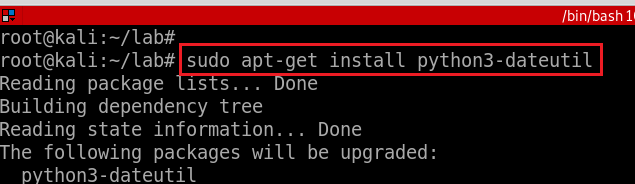 /bin/bash 1
root@kali:~/lab#
root@kali:~/lab# sudo apt-get install python3-dateutil
Reading package lists... Done
Building dependency tree
Reading state information... Done
The following packages will be upgraded:
  python3-dateutil